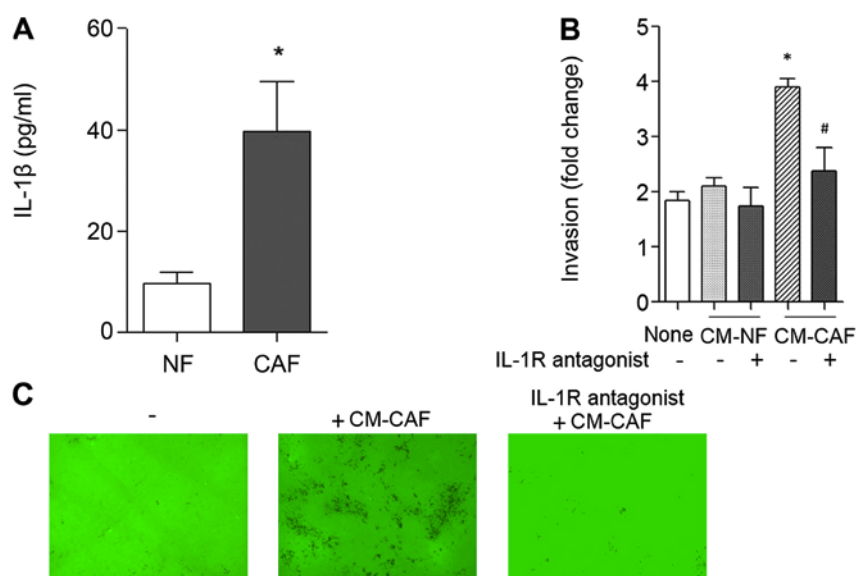 A
IL-1β (pg/ml)
60
40
20
0
*
NF
CAF
B
Invasion (fold change)
5
4
3
2
1
0
*
#
None
CM-NF
CM-CAF
IL-1R antagonist
-
-
+
-
+
C
-
+ CM-CAF
IL-1R antagonist
+ CM-CAF